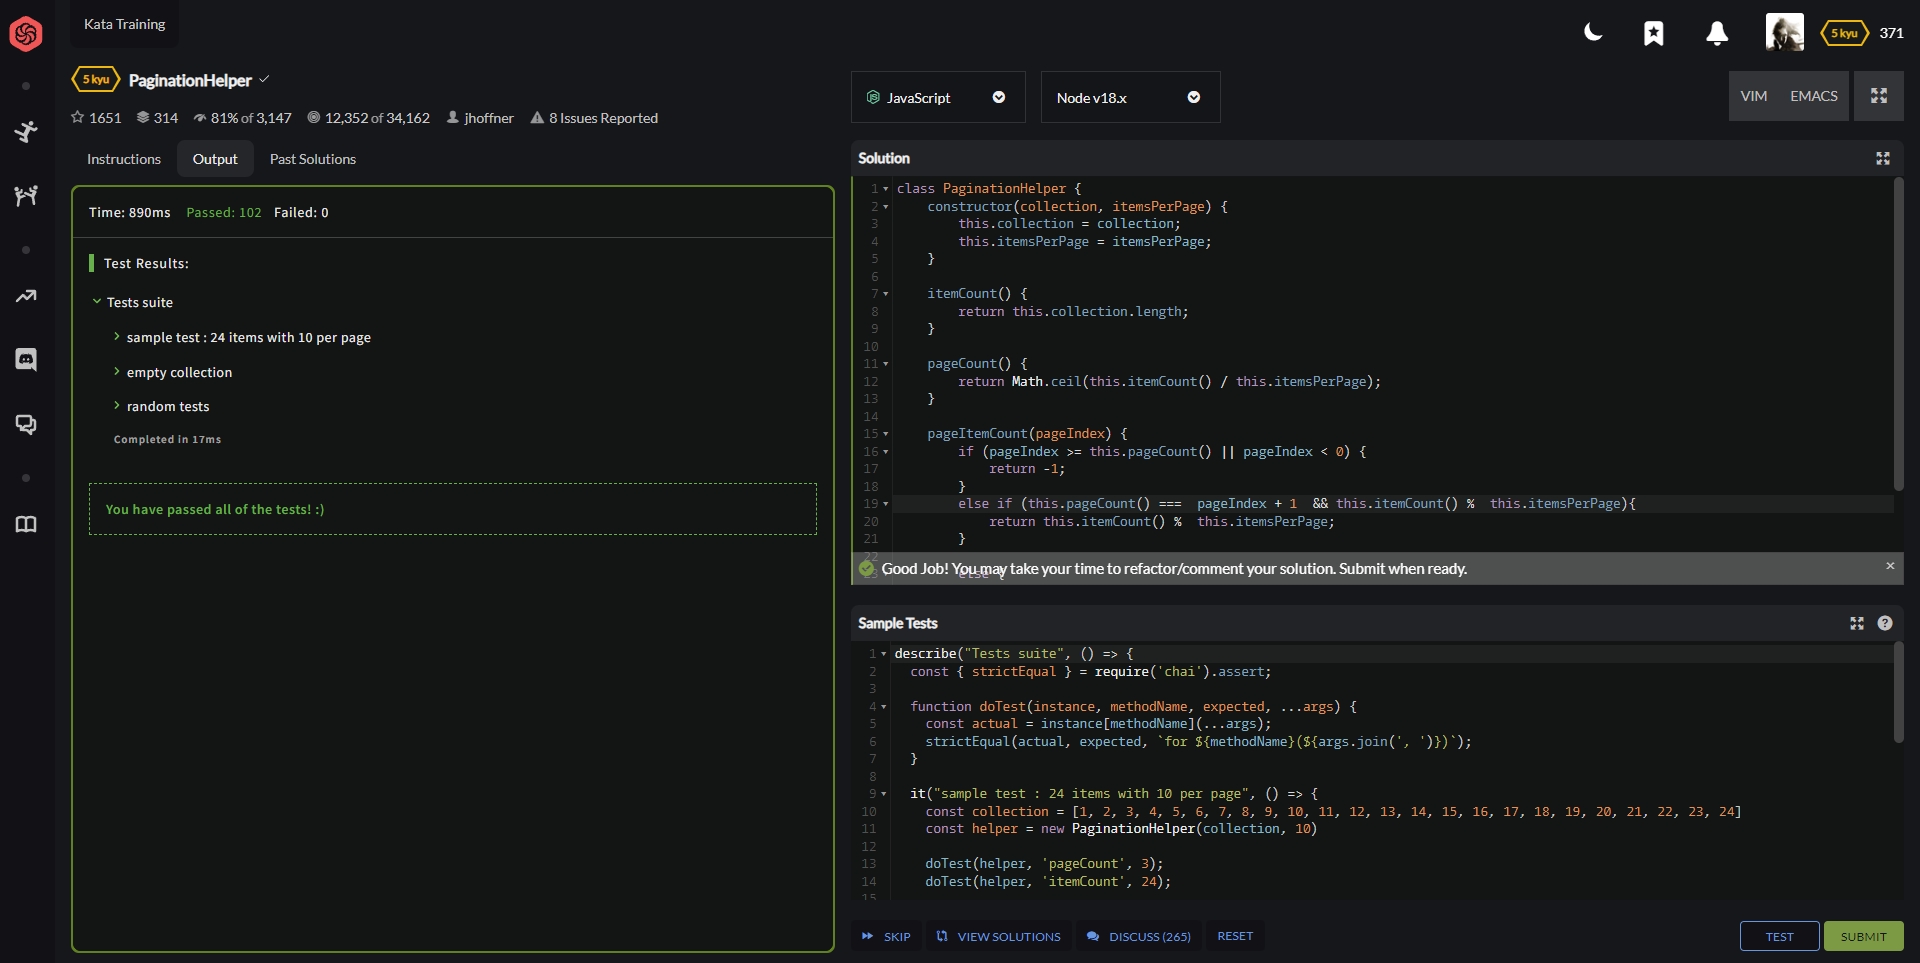 Kata Training
5 kyu 371
5 kyu PaginationHelper
1651 314 81% of 3,147 12,352 of 34,162 jhoffner 8 Issues Reported
Instructions Output Past Solutions
Time: 890ms Passed: 102 Failed: 0
Test Results:
Tests suite
sample test : 24 items with 10 per page
empty collection
random tests
Completed in 17ms
You have passed all of the tests! :)
JavaScript Node v18.x VIM EMACS
Solution
1 class PaginationHelper {
2 constructor(collection, itemsPerPage) {
3 this.collection = collection;
4 this.itemsPerPage = itemsPerPage;
5 }
6
7 itemCount() {
8 return this.collection.length;
9 }
10
11 pageCount() {
12 return Math.ceil(this.itemCount() / this.itemsPerPage);
13 }
14
15 pageItemCount(pageIndex) {
16 if (pageIndex >= this.pageCount() || pageIndex < 0) {
17 return -1;
18 }
19 else if (this.pageCount() ===  pageIndex + 1  && this.itemCount() %  this.itemsPerPage){
20 return this.itemCount() %  this.itemsPerPage;
21 }
22
23 else {
Good Job! You may take your time to refactor/comment your solution. Submit when ready.
Sample Tests
1 describe("Tests suite", () => {
2 const { strictEqual } = require('chai').assert;
3
4 function doTest(instance, methodName, expected, ...args) {
5 const actual = instance[methodName](...args);
6 strictEqual(actual, expected, `for ${methodName}(${args.join(', ')})`);
7 }
8
9 it("sample test : 24 items with 10 per page", () => {
10 const collection = [1, 2, 3, 4, 5, 6, 7, 8, 9, 10, 11, 12, 13, 14, 15, 16, 17, 18, 19, 20, 21, 22, 23, 24]
11 const helper = new PaginationHelper(collection, 10)
12
13 doTest(helper, 'pageCount', 3);
14 doTest(helper, 'itemCount', 24);
15
SKIP VIEW SOLUTIONS DISCUSS (265) RESET TEST SUBMIT